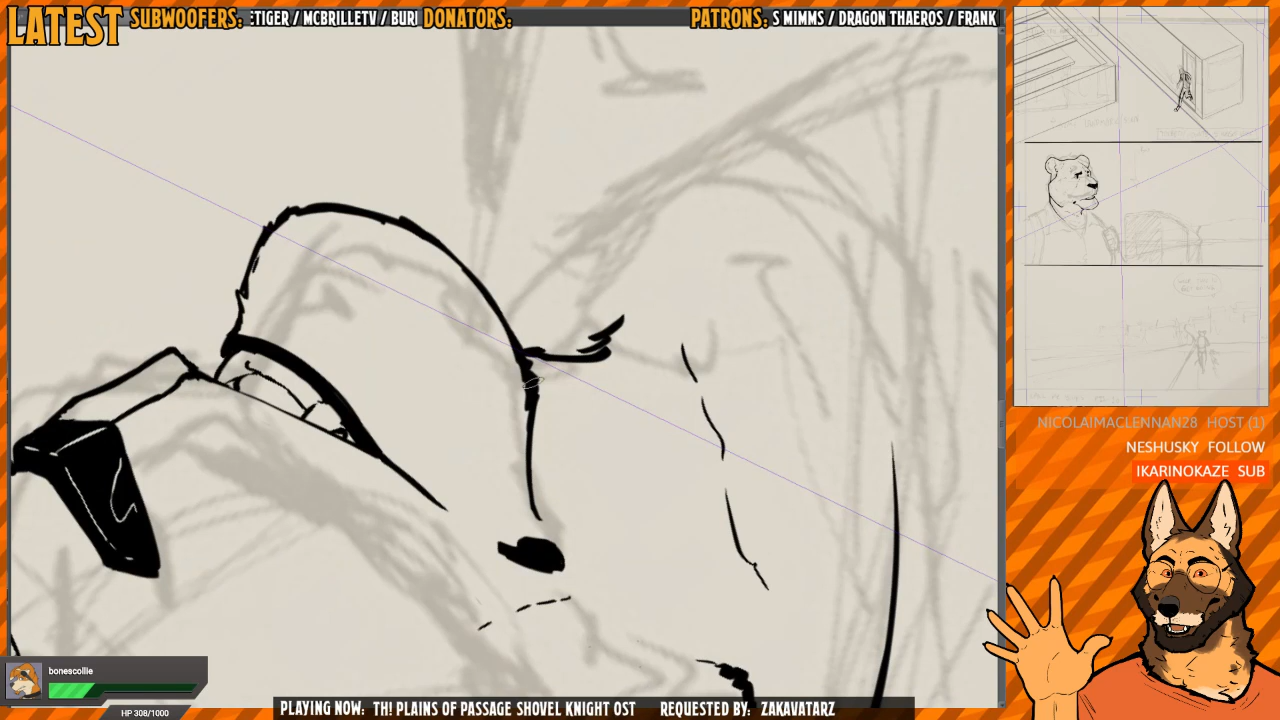 LATEST SUBWOOFERS: :TIGER / MCBRILLETV / BURI DONATORS: PATRONS: S MIMMS / DRAGON THAEROS / FRANK
NICOLAIMACLENNAN28 HOST (1)
NESHUSKY FOLLOW
IKARINOKAZE SUB
bonescollie
HP 308/1000
PLAYING NOW: TH! PLAINS OF PASSAGE SHOVEL KNIGHT OST REQUESTED BY: ZAKAVATARZ